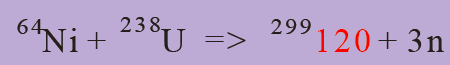 ⁶⁴Ni + ²³⁸U => ²⁹⁹120 + 3n